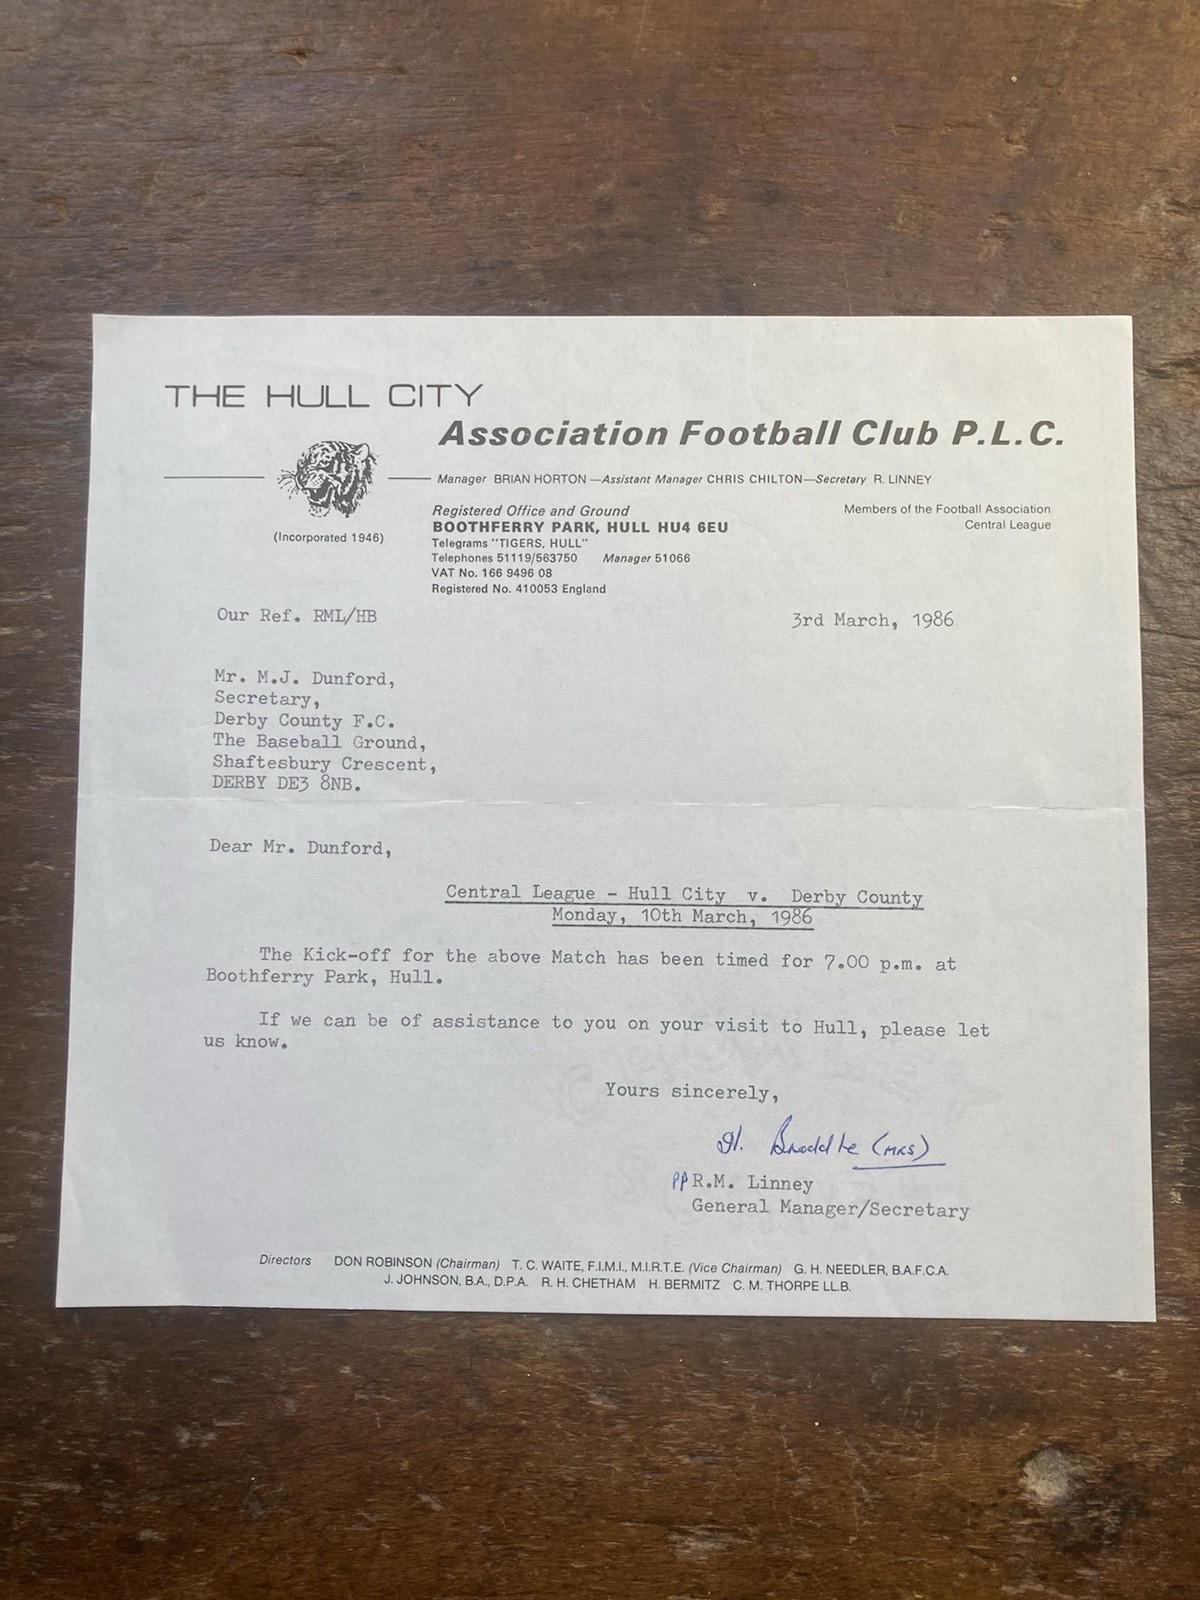 THE HULL CITY
Association Football Club P.L.C.
Manager BRIAN HORTON—Assistant Manager CHRIS CHILTON—Secretary R. LINNEY
(Incorporated 1946)
Registered Office and Ground
BOOTHFERRY PARK, HULL HU4 6EU
Telegrams "TIGERS, HULL"
Telephones 51119/563750 Manager 51066
VAT No. 166 9496 08
Registered No. 410053 England
Members of the Football Association
Central League
Our Ref. RML/HB
3rd March, 1986
Mr. M.J. Dunford,
Secretary,
Derby County F.C.
The Baseball Ground,
Shaftesbury Crescent,
DERBY DE3 8NB.
Dear Mr. Dunford,
Central League - Hull City v. Derby County
Monday, 10th March, 1986
The Kick-off for the above Match has been timed for 7.00 p.m. at
Boothferry Park, Hull.
If we can be of assistance to you on your visit to Hull, please let
us know.
Yours sincerely,
H. (MRS)
pp R.M. Linney
General Manager/Secretary
Directors DON ROBINSON (Chairman) T. C. WAITE, F.I.M.I., M.I.R.T.E. (Vice Chairman) G. H. NEEDLER, B.A.F.C.A.
J. JOHNSON, B.A., D.P.A. R. H. CHETHAM H. BERMITZ C. M. THORPE LL.B.